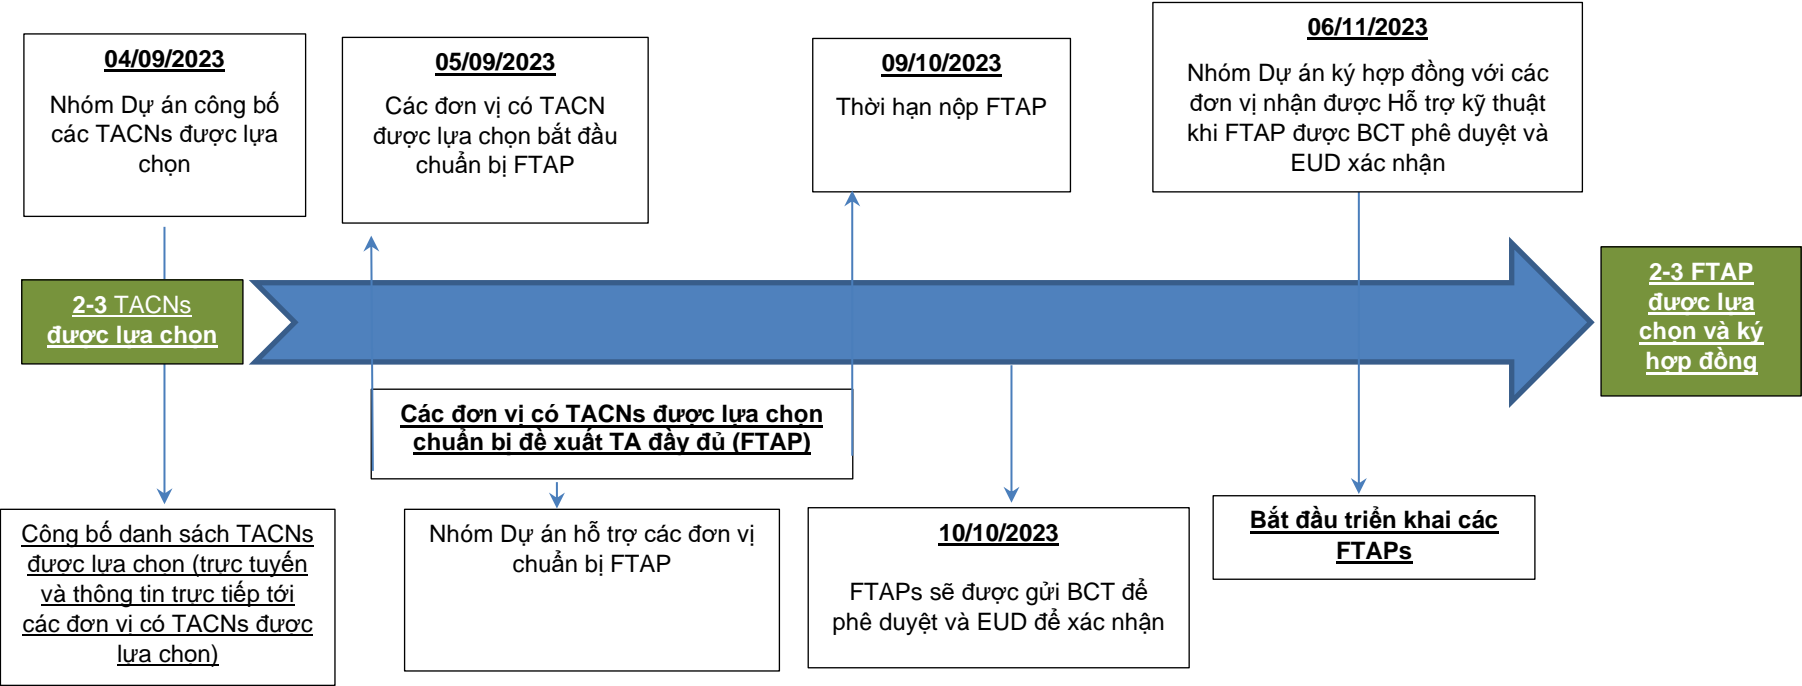 04/09/2023
Nhóm Dự án công bố
các TACNs được lựa
chọn
05/09/2023
Các đơn vị có TACN
được lựa chọn bắt đầu
chuẩn bị FTAP
09/10/2023
Thời hạn nộp FTAP
06/11/2023
Nhóm Dự án ký hợp đồng với các
đơn vị nhận được Hỗ trợ kỹ thuật
khi FTAP được BCT phê duyệt và
EUD xác nhận
2-3 TACNs
được lựa chọn
2-3 FTAP
được lựa
chọn và ký
hợp đồng
Các đơn vị có TACNs được lựa chọn
chuẩn bị đề xuất TA đầy đủ (FTAP)
Công bố danh sách TACNs
được lựa chọn (trực tuyến
và thông tin trực tiếp tới
các đơn vị có TACNs được
lựa chọn)
Nhóm Dự án hỗ trợ các đơn vị
chuẩn bị FTAP
10/10/2023
FTAPs sẽ được gửi BCT để
phê duyệt và EUD để xác nhận
Bắt đầu triển khai các
FTAPs